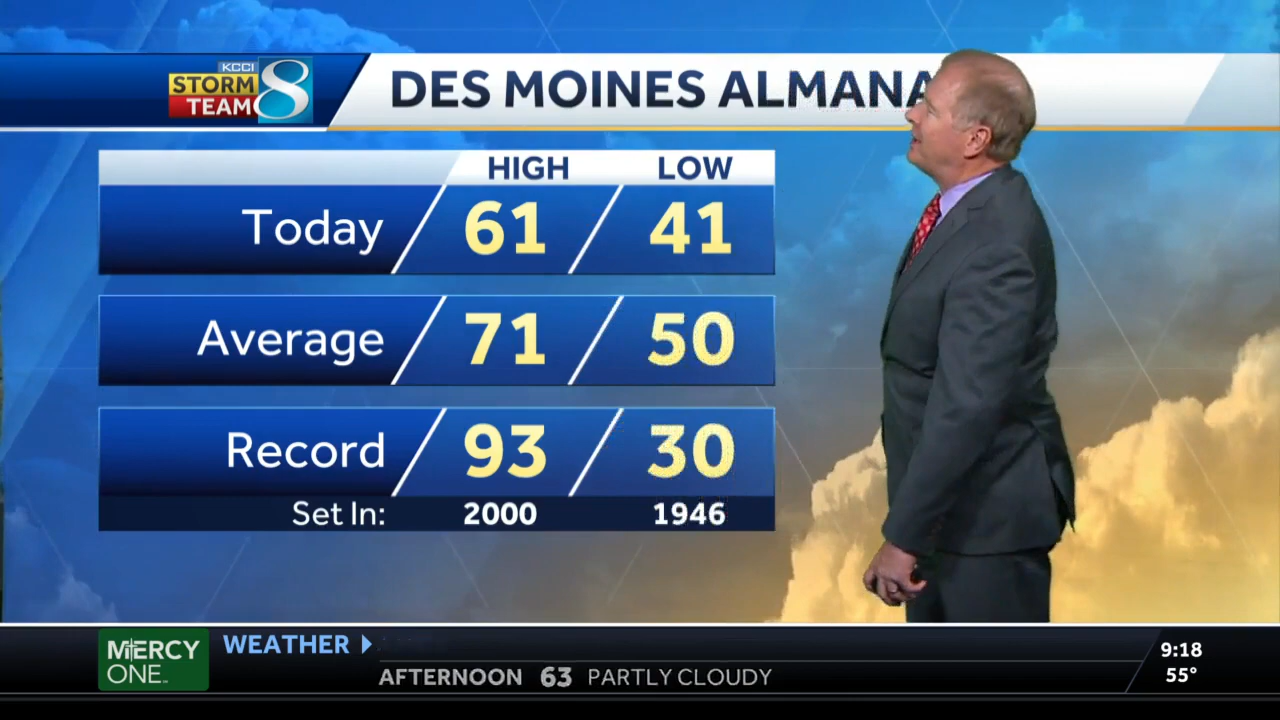 KCCI
STORM
TEAM 8
DES MOINES ALMANA
HIGH LOW
Today 61 41
Average 71 50
Record 93 30
Set In: 2000 1946
MERCY
ONE
WEATHER
AFTERNOON 63 PARTLY CLOUDY
9:18
55°